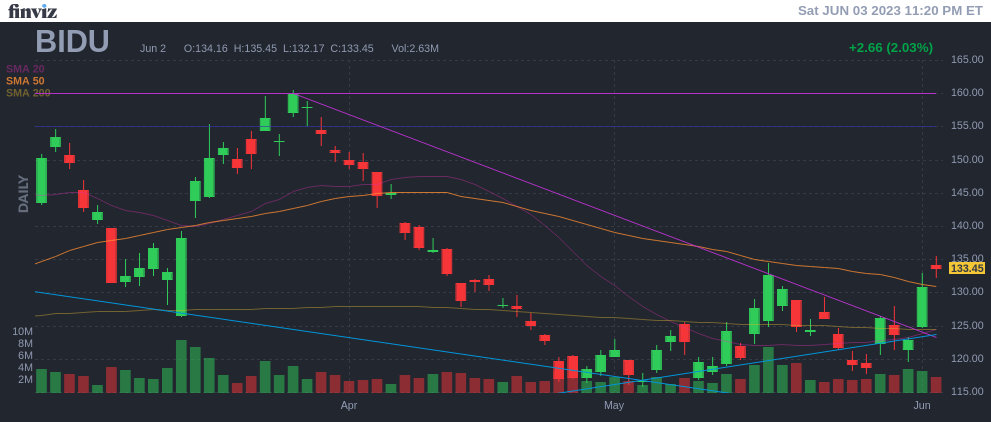 finviz
Sat JUN 03 2023 11:20 PM ET
BIDU
Jun 2 O:134.16 H:135.45 L:132.17 C:133.45 Vol:2.63M
+2.66 (2.03%)
SMA 20
SMA 50
SMA 200
DAILY
165.00
160.00
155.00
150.00
145.00
140.00
135.00
133.45
130.00
125.00
120.00
115.00
10M
8M
6M
4M
2M
Apr
May
Jun